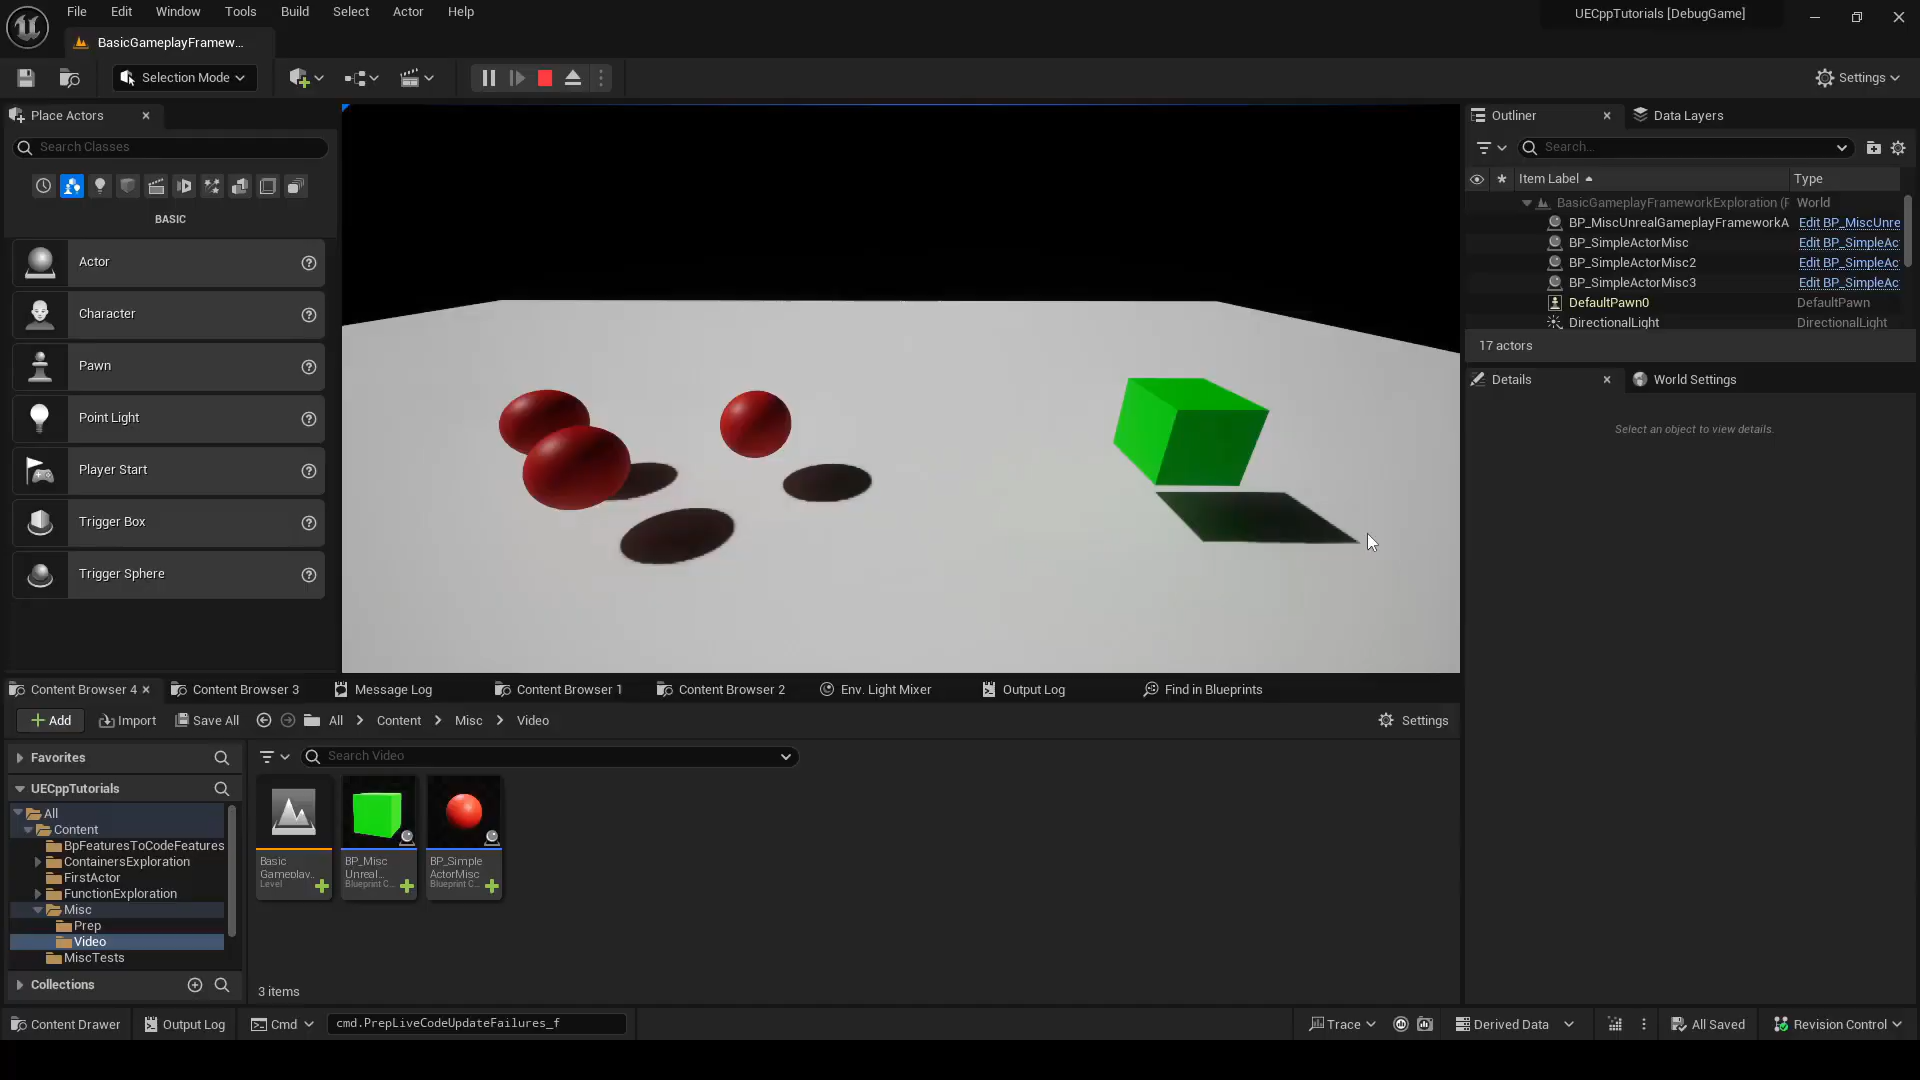 File Edit Window Tools Build Select Actor Help
UECppTutorials [DebugGame]
BasicGameplayFramew...
Selection Mode
Settings
Place Actors
Outliner
Data Layers
Search Classes
Search...
Item Label
Type
BASIC
BasicGameplayFrameworkExploration (F
World
BP_MiscUnrealGameplayFrameworkA
Edit BP_MiscUnre
BP_SimpleActorMisc
Edit BP_SimpleAc
BP_SimpleActorMisc2
Edit BP_SimpleAc
BP_SimpleActorMisc3
Edit BP_SimpleAc
DefaultPawn0
DefaultPawn
DirectionalLight
DirectionalLight
17 actors
Actor
Character
Pawn
Point Light
Player Start
Trigger Box
Trigger Sphere
Details
World Settings
Select an object to view details.
Content Browser 4
Content Browser 3
Message Log
Content Browser 1
Content Browser 2
Env. Light Mixer
Output Log
Find in Blueprints
Add
Import
Save All
All
Content
Misc
Video
Settings
Favorites
Search Video
UECppTutorials
All
Content
BpFeaturesToCodeFeatures
ContainersExploration
FirstActor
FunctionExploration
Misc
Prep
Video
MiscTests
Collections
Basic
Gameplay..
Level
BP_Misc
Unreal...
Blueprint C...
BP_Simple
ActorMisc
Blueprint C...
3 items
Content Drawer
Output Log
Cmd
cmd.PrepLiveCodeUpdateFailures_f
Trace
Derived Data
All Saved
Revision Control